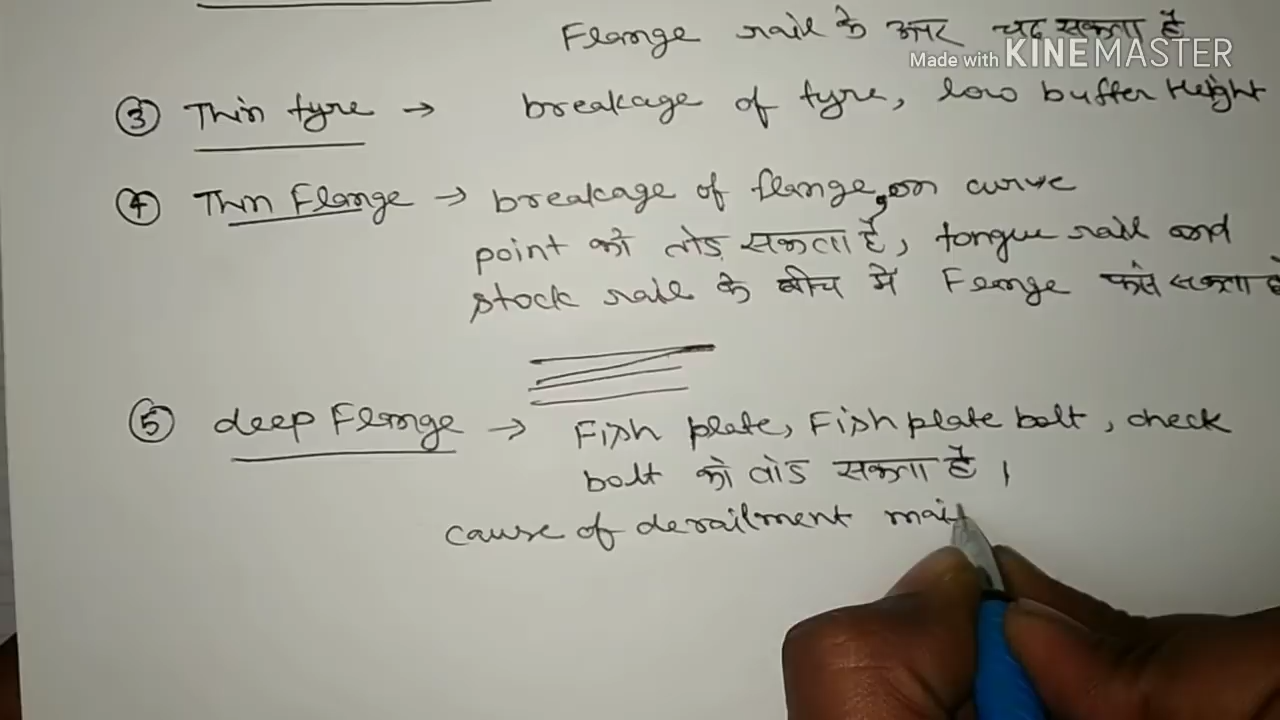 Flange rail के ऊपर चढ़ सकता है
Made with KINEMASTER
③ Thin tyre → breakage of tyre, low buffer Height
④ Thin Flange → breakage of flange, on curve
point को तोड़ सकता है, tongue rail and
stock rail के बीच में Flange फंस सकता है
⑤ deep Flange → Fish plate, Fish plate bolt, check
bolt को तोड सकता है ।
cause of derailment mait